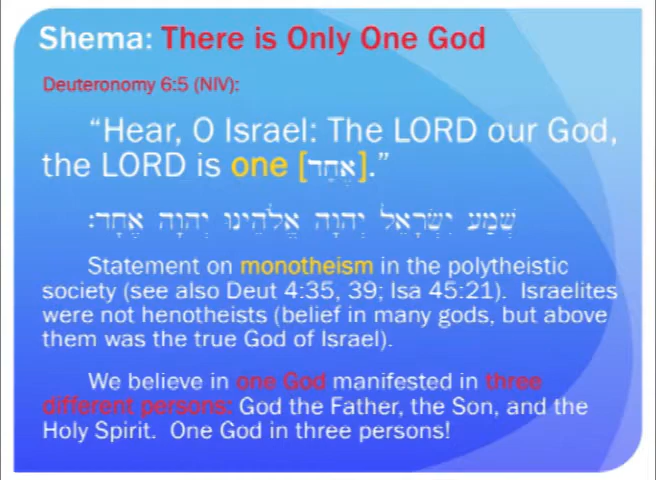 Shema: There is Only One God
Deuteronomy 6:5 (NIV):
“Hear, O Israel: The LORD our God,
the LORD is one [אֶחָד].”
שְׁמַע יִשְׂרָאֵל יְהוָה אֱלֹהֵינוּ יְהוָה אֶחָד׃
Statement on monotheism in the polytheistic
society (see also Deut 4:35, 39; Isa 45:21). Israelites
were not henotheists (belief in many gods, but above
them was the true God of Israel).
We believe in one God manifested in three
different persons: God the Father, the Son, and the
Holy Spirit. One God in three persons!